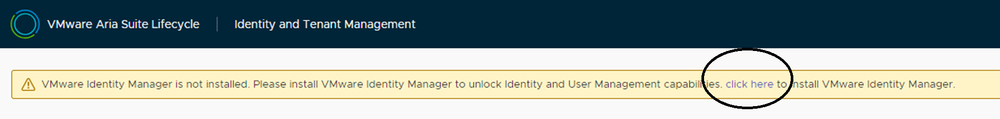 VMware Aria Suite Lifecycle | Identity and Tenant Management
VMware Identity Manager is not installed. Please install VMware Identity Manager to unlock Identity and User Management capabilities. click here to install VMware Identity Manager.